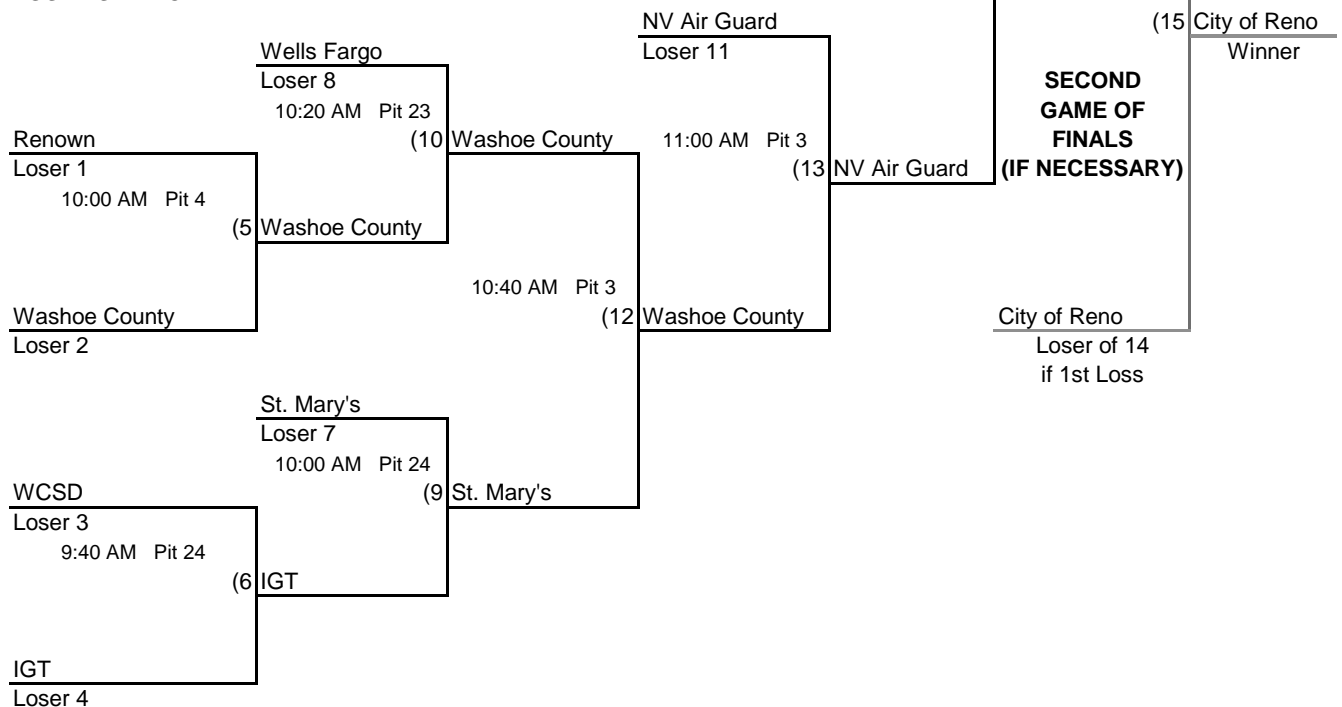 NV Air Guard
(15 City of Reno
Loser 11
Winner
Wells Fargo
Loser 8
SECOND
GAME OF
FINALS
(IF NECESSARY)
10:20 AM Pit 23
Renown
(10 Washoe County
11:00 AM Pit 3
Loser 1
(13 NV Air Guard
10:00 AM Pit 4
(5 Washoe County
10:40 AM Pit 3
Washoe County
(12 Washoe County
City of Reno
Loser 2
Loser of 14
if 1st Loss
St. Mary's
Loser 7
10:00 AM Pit 24
WCSD
(9 St. Mary's
Loser 3
9:40 AM Pit 24
(6 IGT
IGT
Loser 4